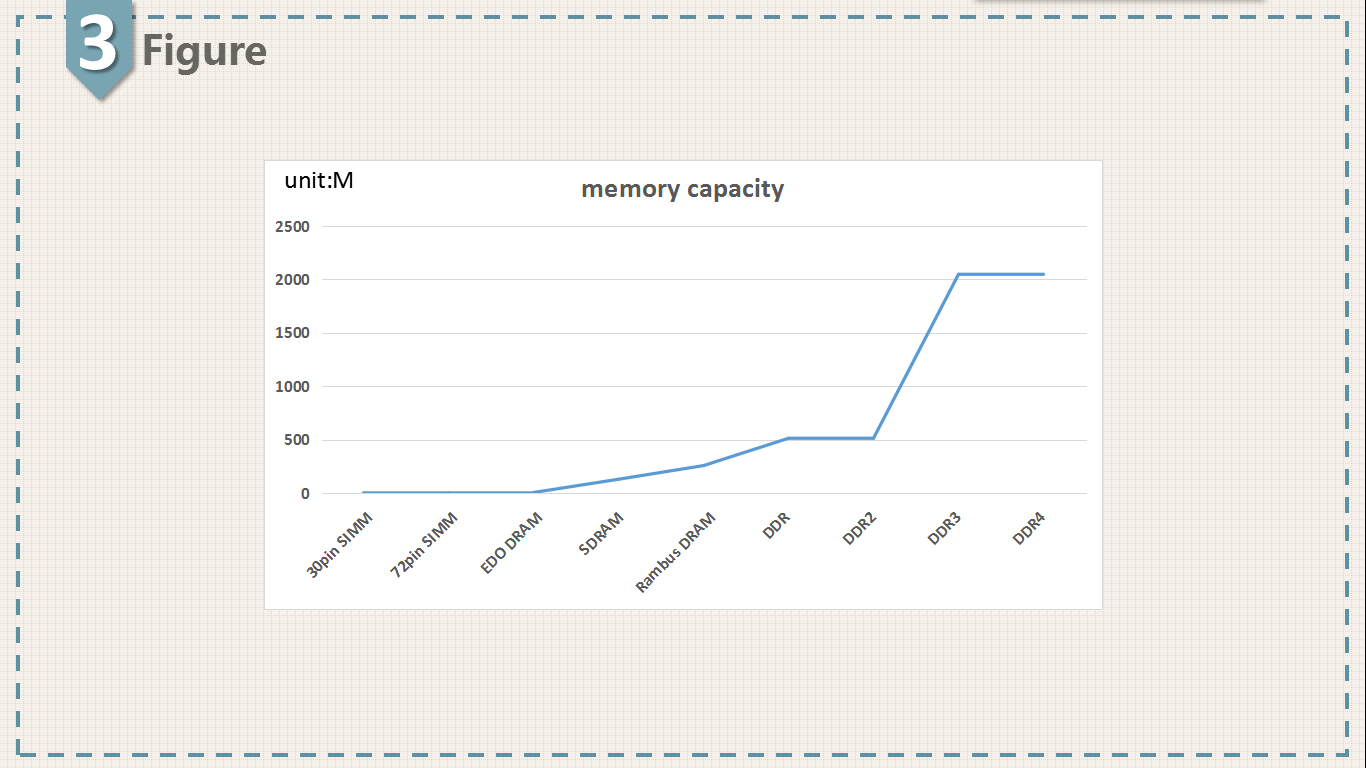 3 Figure
unit:M
memory capacity
2500
2000
1500
1000
500
0
30pin SIMM
72pin SIMM
EDO DRAM
SDRAM
Rambus DRAM
DDR
DDR2
DDR3
DDR4